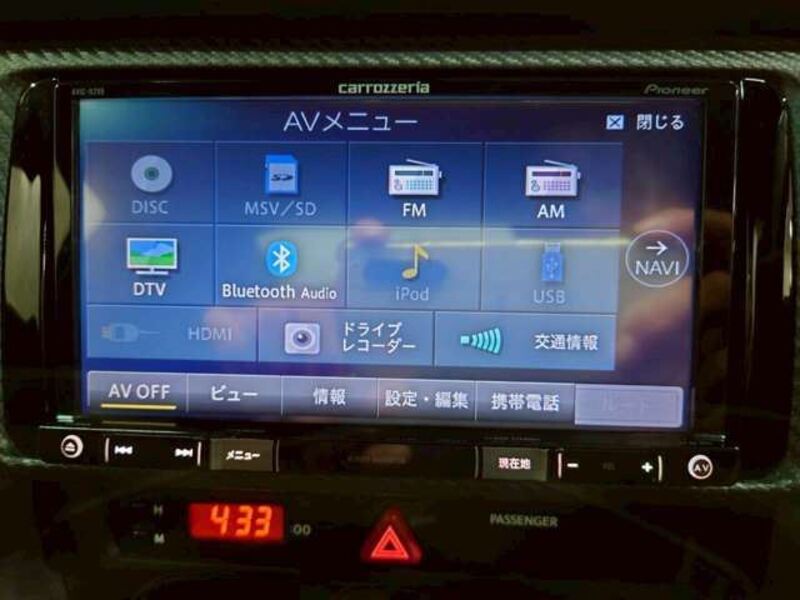 carrozzeria
Pioneer
AVメニュー
閉じる
DISC
MSV/SD
FM
AM
DTV
Bluetooth Audio
iPod
USB
NAVI
HDMI
ドライブ
レコーダー
交通情報
AV OFF
ビュー
情報
設定・編集
携帯電話
メニュー
現在地
AV
H
4:33
:00
M
PASSENGER